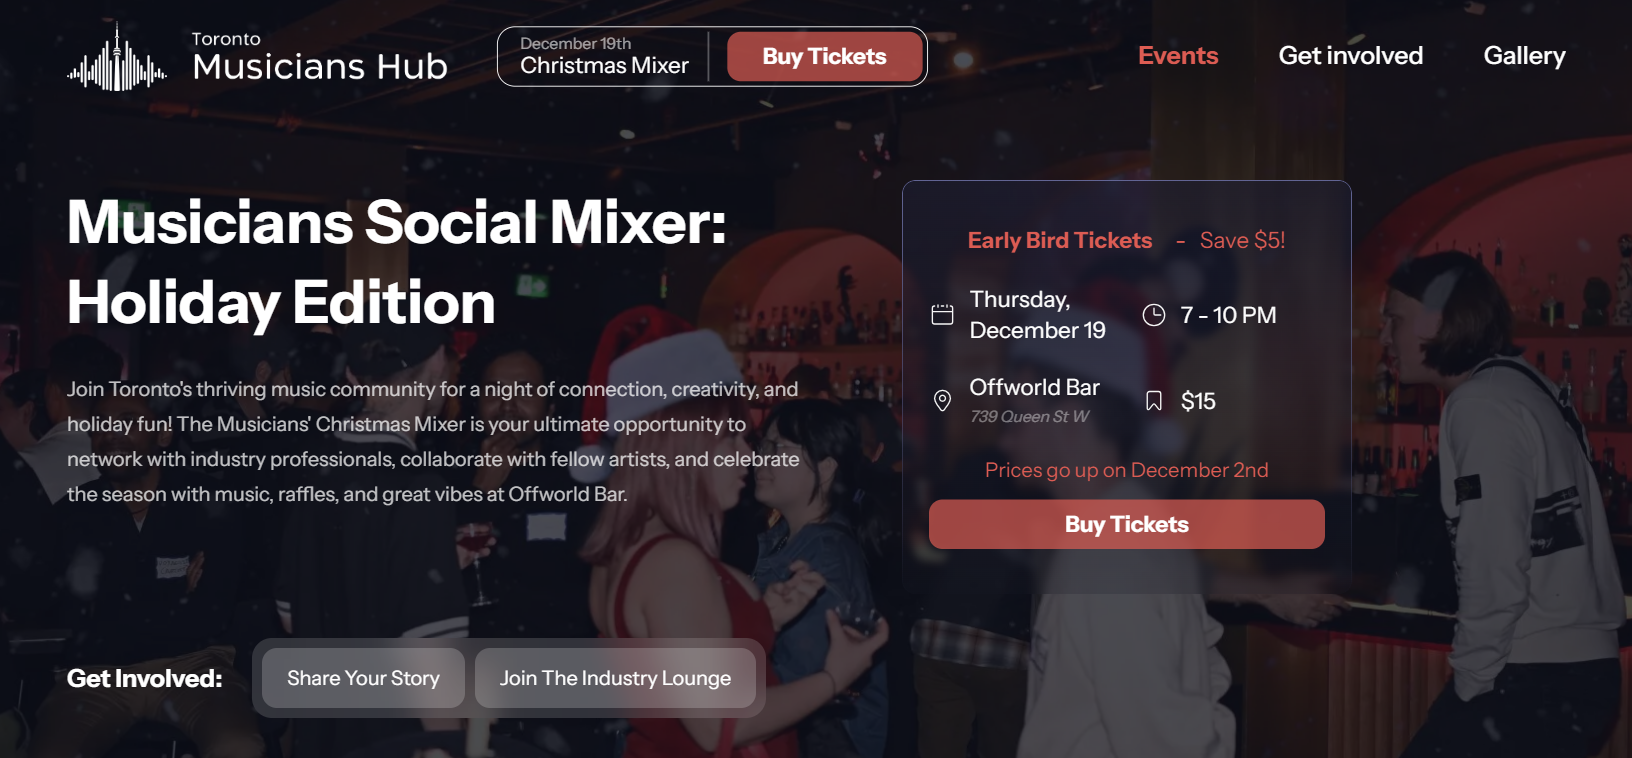 Toronto
Musicians Hub
December 19th
Christmas Mixer
Buy Tickets
Events
Get involved
Gallery
Musicians Social Mixer:
Holiday Edition
Join Toronto's thriving music community for a night of connection, creativity, and
holiday fun! The Musicians' Christmas Mixer is your ultimate opportunity to
network with industry professionals, collaborate with fellow artists, and celebrate
the season with music, raffles, and great vibes at Offworld Bar.
Early Bird Tickets - Save $5!
Thursday,
December 19
7 - 10 PM
Offworld Bar
739 Queen St W
$15
Prices go up on December 2nd
Buy Tickets
Get Involved:
Share Your Story
Join The Industry Lounge